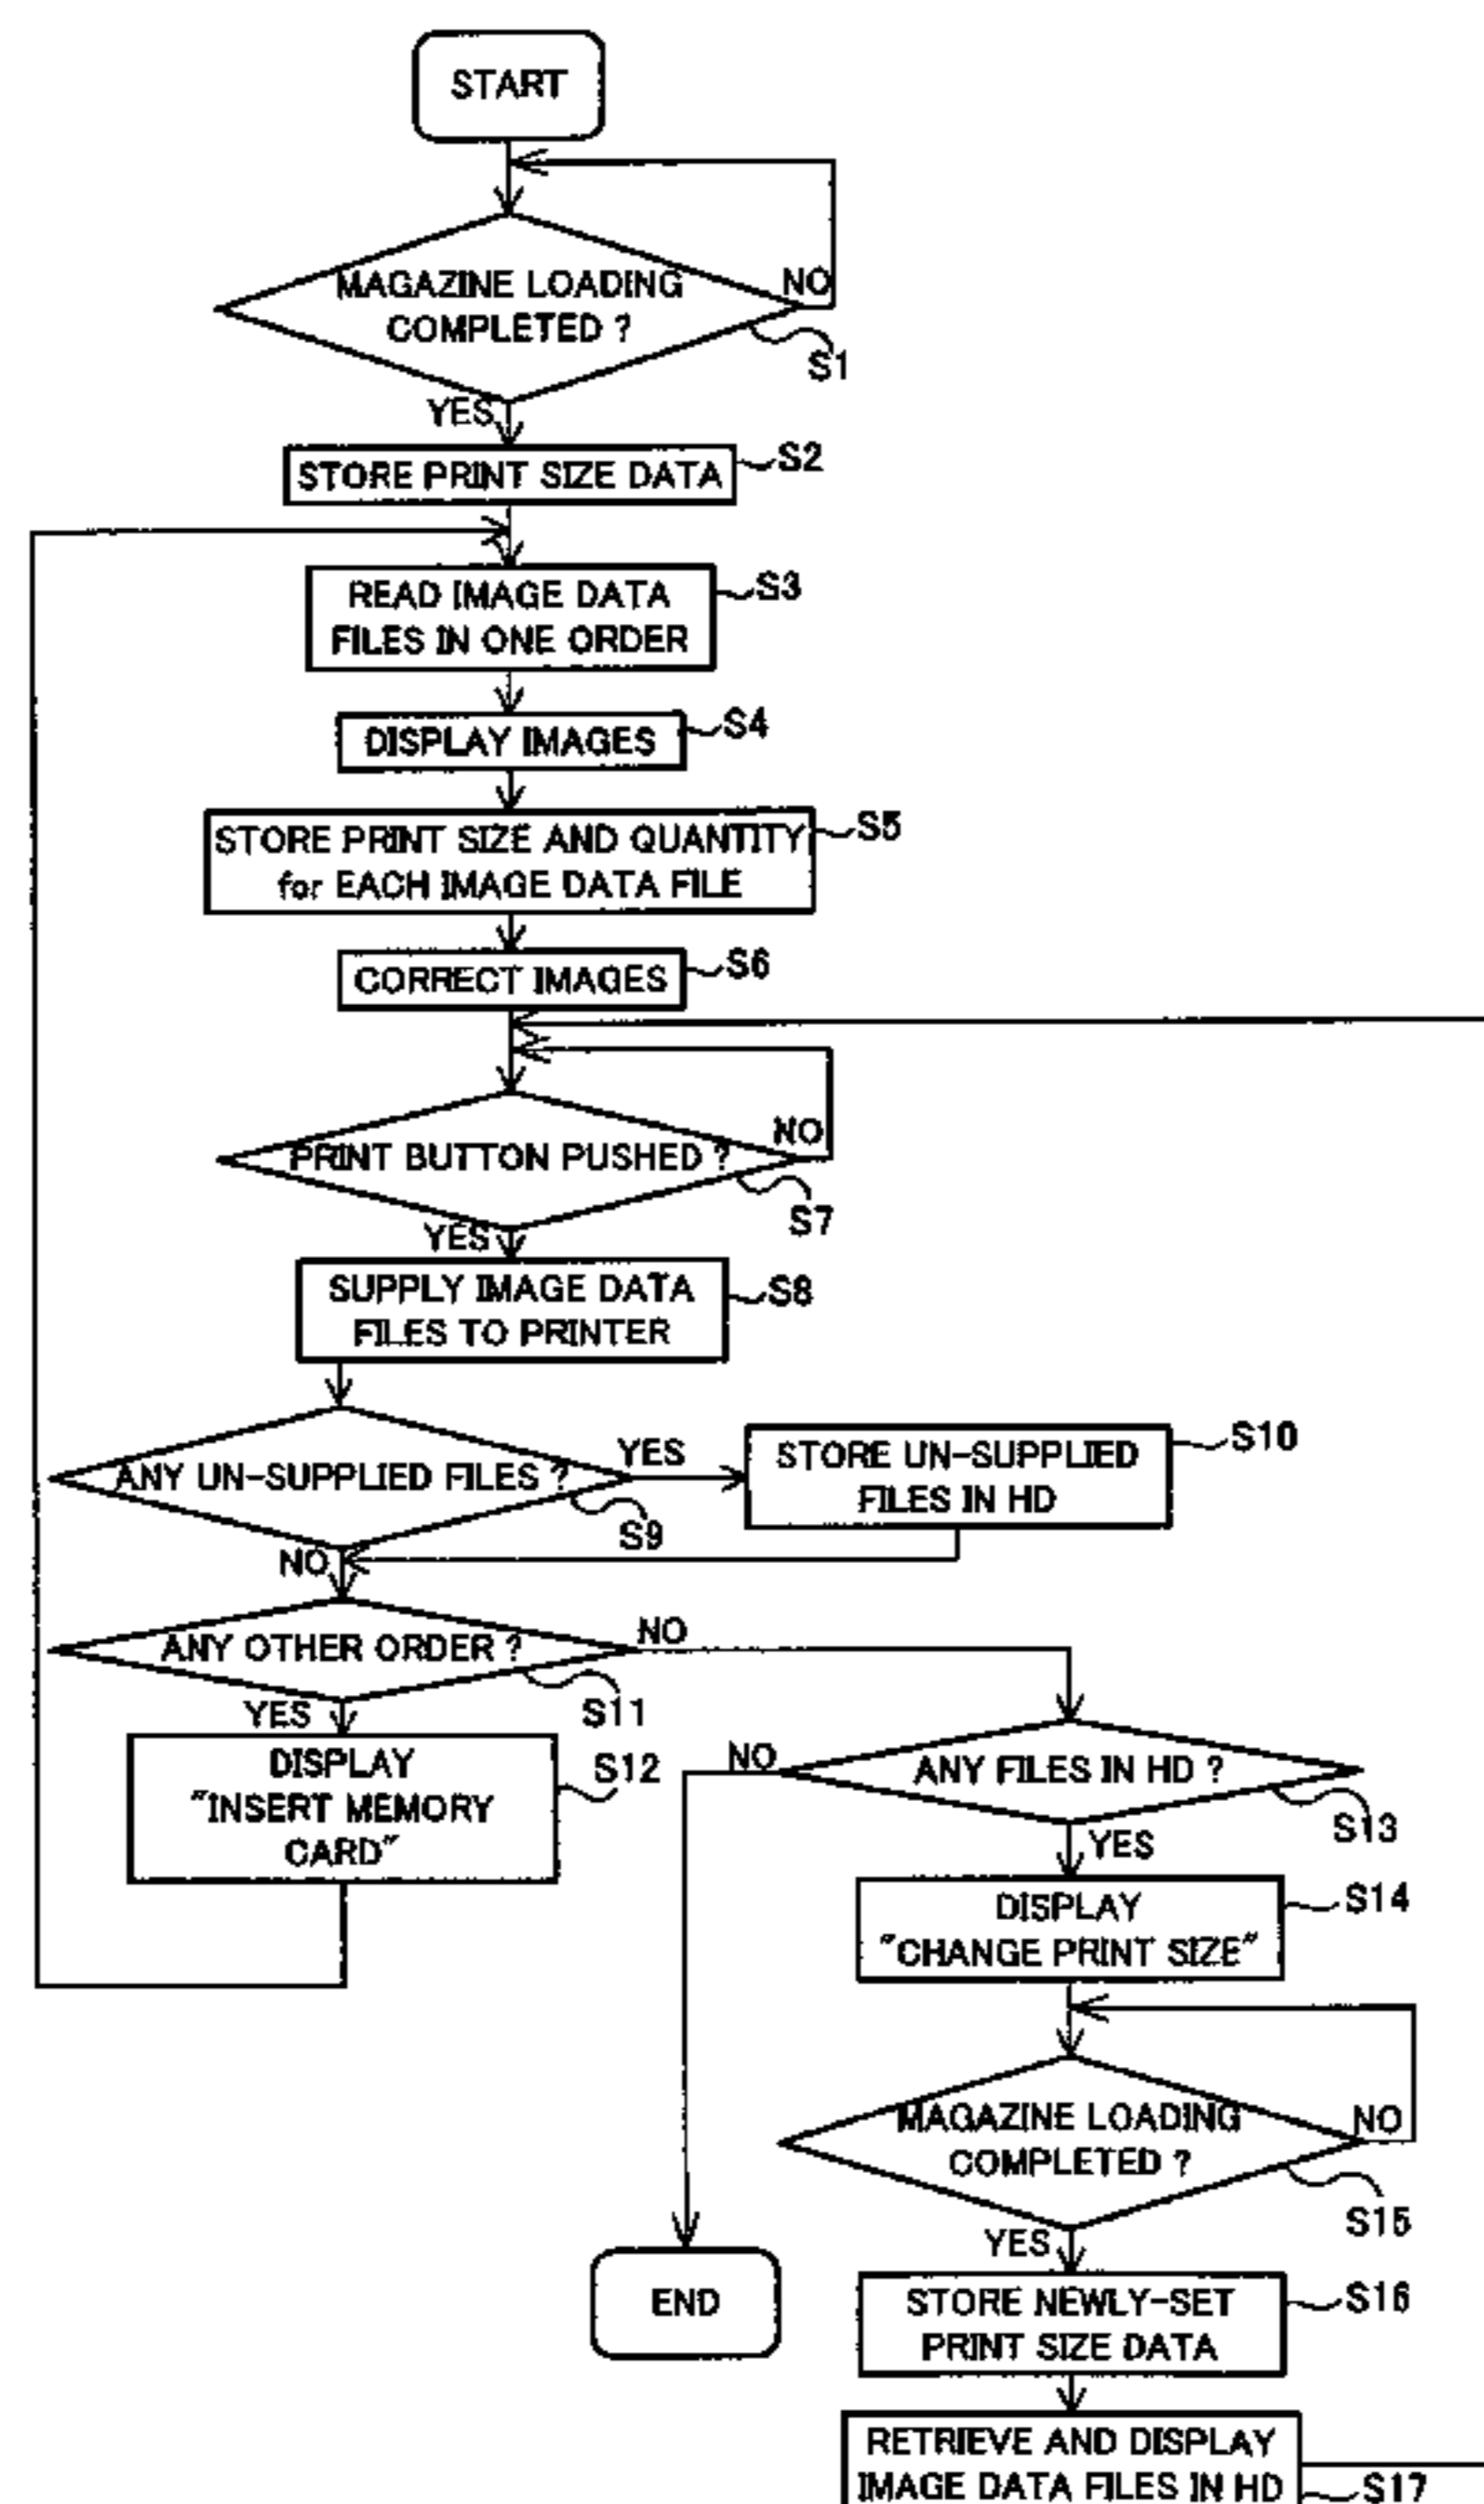 START
MAGAZINE LOADING
COMPLETED ?
NO
S1
YES
STORE PRINT SIZE DATA
S2
READ IMAGE DATA
FILES IN ONE ORDER
S3
DISPLAY IMAGES
S4
STORE PRINT SIZE AND QUANTITY
for EACH IMAGE DATA FILE
S5
CORRECT IMAGES
S6
PRINT BUTTON PUSHED ?
NO
S7
YES
SUPPLY IMAGE DATA
FILES TO PRINTER
S8
ANY UN-SUPPLIED FILES ?
YES
S9
STORE UN-SUPPLIED
FILES IN HD
S10
NO
ANY OTHER ORDER ?
NO
S11
YES
DISPLAY
"INSERT MEMORY
CARD"
S12
NO
ANY FILES IN HD ?
S13
YES
DISPLAY
"CHANGE PRINT SIZE"
S14
MAGAZINE LOADING
COMPLETED ?
NO
S15
YES
END
STORE NEWLY-SET
PRINT SIZE DATA
S16
RETRIEVE AND DISPLAY
IMAGE DATA FILES IN HD
S17